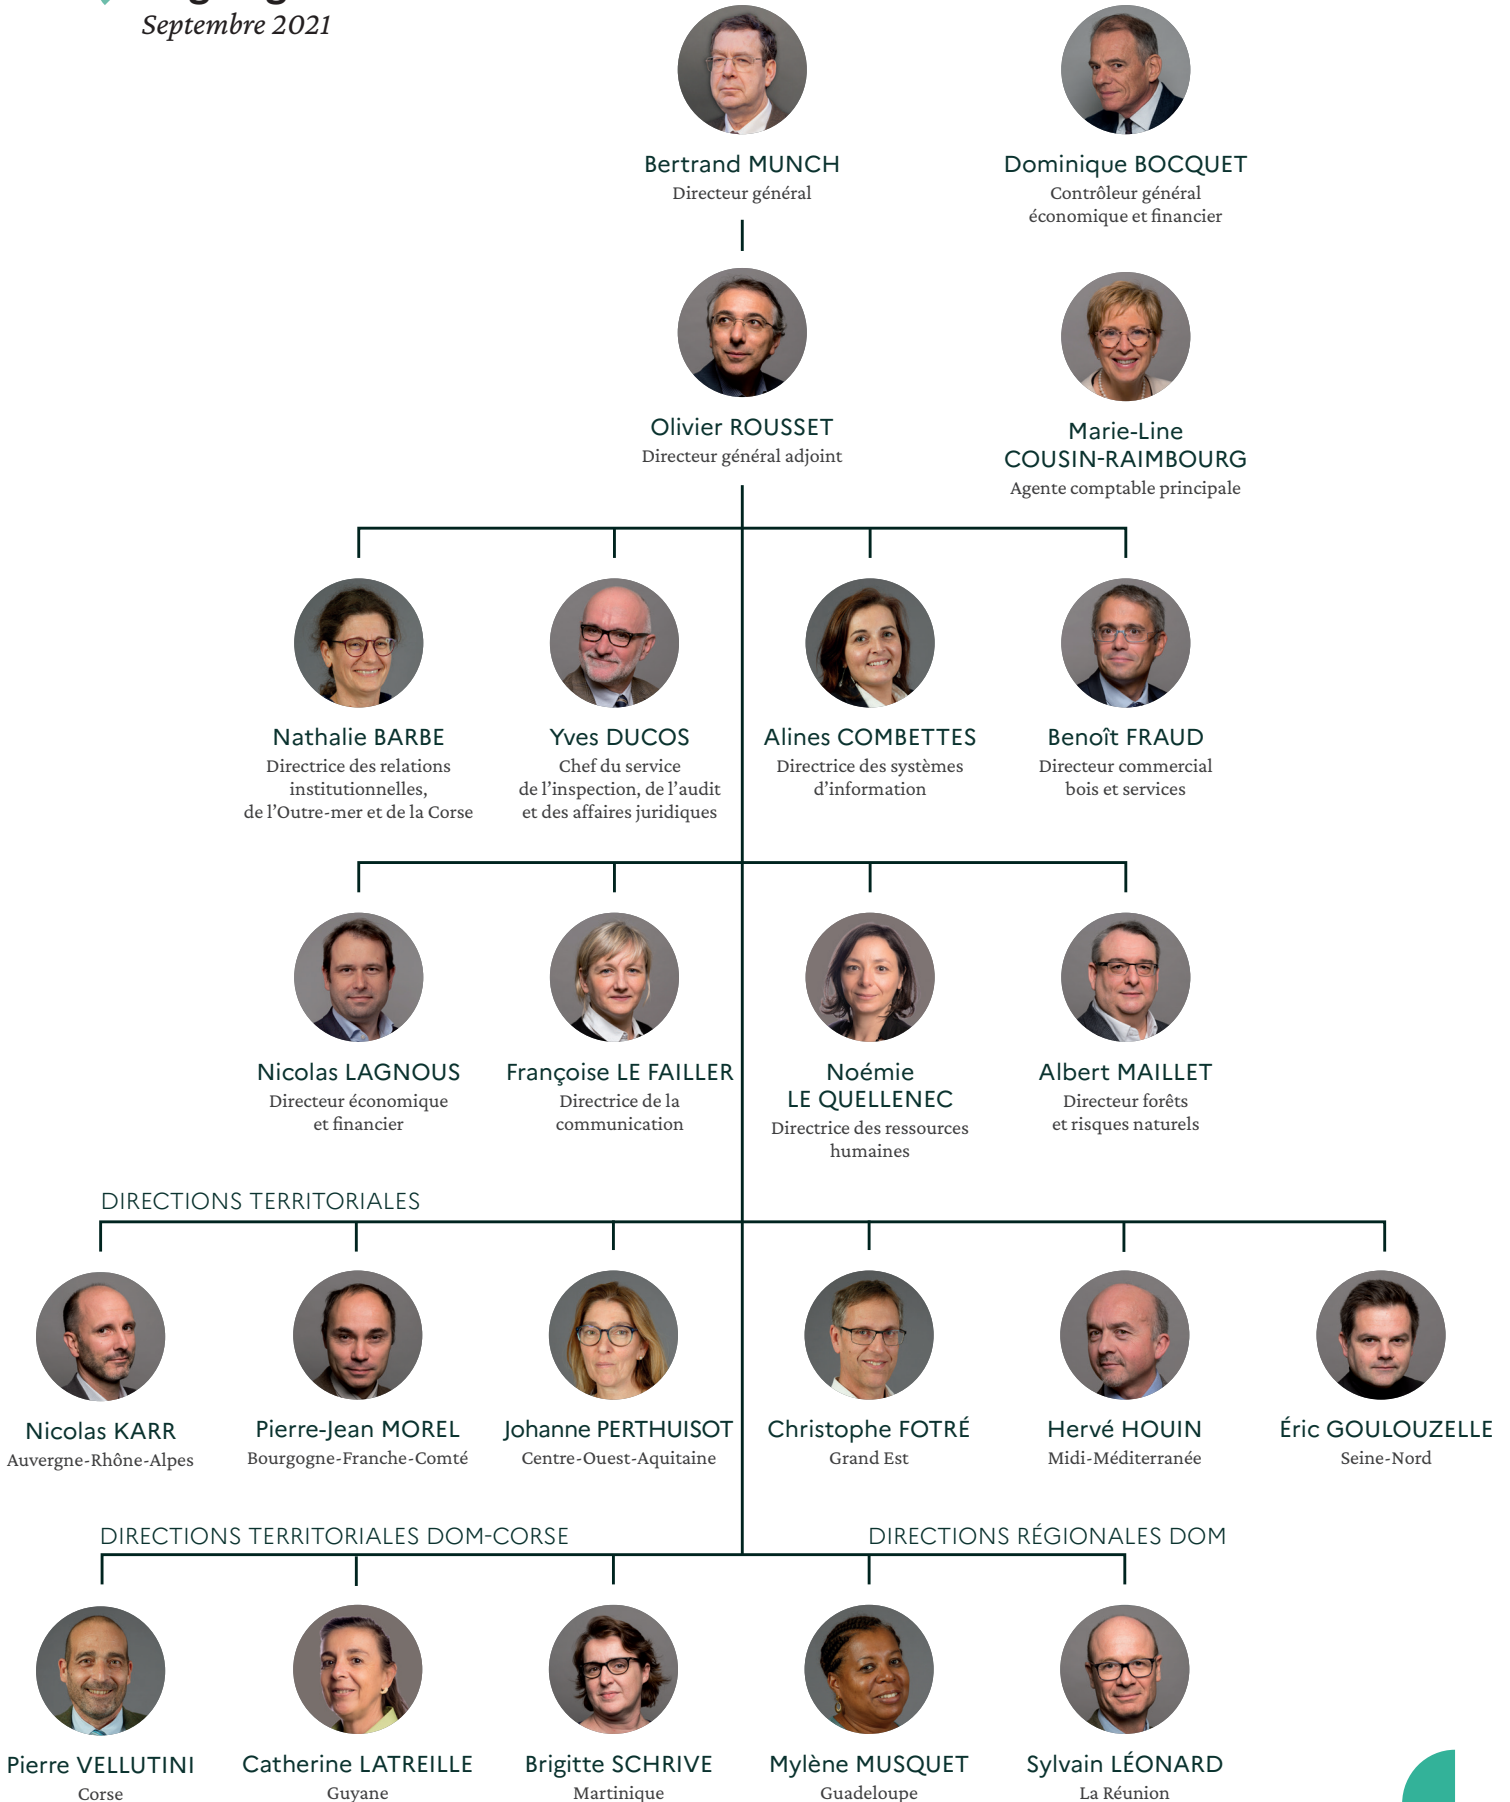 Septembre 2021
Bertrand MUNCH
Directeur général
Dominique BOCQUET
Contrôleur général
économique et financier
Olivier ROUSSET
Directeur général adjoint
Marie-Line
COUSIN-RAIMBOURG
Agente comptable principale
Nathalie BARBE
Directrice des relations
institutionnelles,
de l’Outre-mer et de la Corse
Yves DUCOS
Chef du service
de l’inspection, de l’audit
et des affaires juridiques
Alines COMBETTES
Directrice des systèmes
d’information
Benoît FRAUD
Directeur commercial
bois et services
Nicolas LAGNOUS
Directeur économique
et financier
Françoise LE FAILLER
Directrice de la
communication
Noémie
LE QUELLENEC
Directrice des ressources
humaines
Albert MAILLET
Directeur forêts
et risques naturels
DIRECTIONS TERRITORIALES
Nicolas KARR
Auvergne-Rhône-Alpes
Pierre-Jean MOREL
Bourgogne-Franche-Comté
Johanne PERTHUISOT
Centre-Ouest-Aquitaine
Christophe FOTRÉ
Grand Est
Hervé HOUIN
Midi-Méditerranée
Éric GOULOUZELLE
Seine-Nord
DIRECTIONS TERRITORIALES DOM-CORSE
DIRECTIONS RÉGIONALES DOM
Pierre VELLUTINI
Corse
Catherine LATREILLE
Guyane
Brigitte SCHRIVE
Martinique
Mylène MUSQUET
Guadeloupe
Sylvain LÉONARD
La Réunion